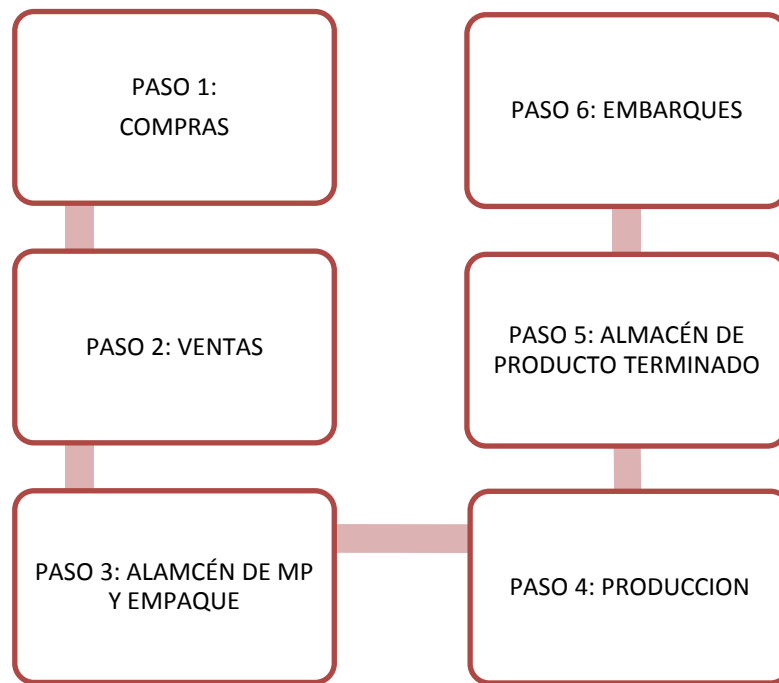 PASO 1:
COMPRAS
PASO 2: VENTAS
PASO 3: ALAMCÉN DE MP
Y EMPAQUE
PASO 4: PRODUCCION
PASO 5: ALMACÉN DE
PRODUCTO TERMINADO
PASO 6: EMBARQUES